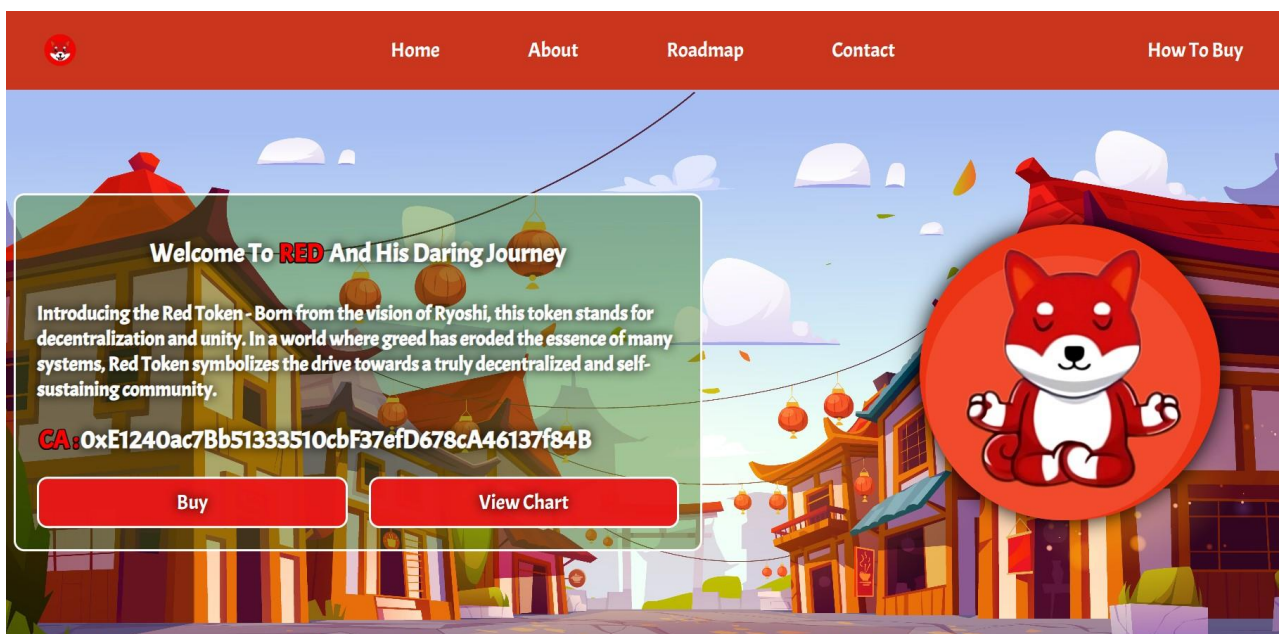 Home About Roadmap Contact How To Buy
Welcome To RED And His Daring Journey
Introducing the Red Token - Born from the vision of Ryoshi, this token stands for
decentralization and unity. In a world where greed has eroded the essence of many
systems, Red Token symbolizes the drive towards a truly decentralized and self-
sustaining community.
CA : 0xE1240ac7Bb51333510cbF37efD678cA46137f84B
Buy View Chart